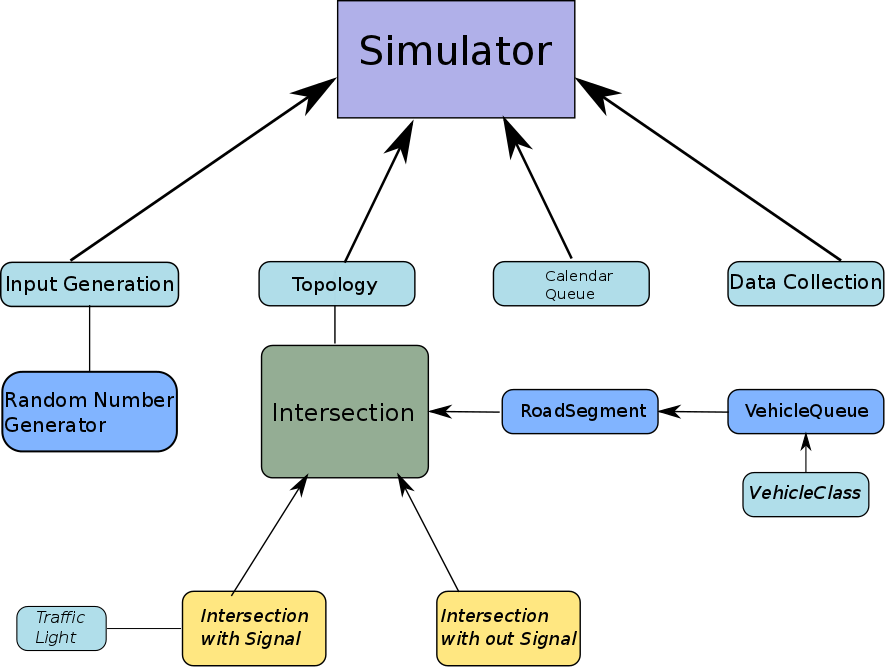 Simulator
Input Generation
Topology
Calendar
Queue
Data Collection
Random Number
Generator
Intersection
RoadSegment
VehicleQueue
VehicleClass
Traffic
Light
Intersection
with Signal
Intersection
with out Signal